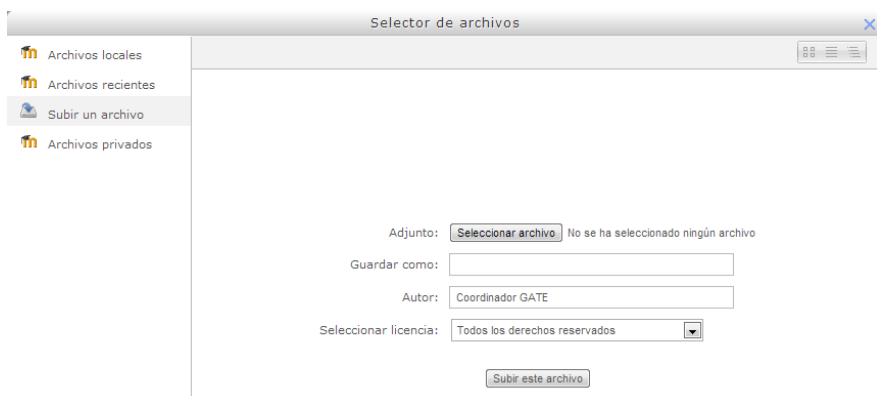 Selector de archivos
Archivos locales
Archivos recientes
Subir un archivo
Archivos privados
Adjunto: Seleccionar archivo No se ha seleccionado ningún archivo
Guardar como:
Autor: Coordinador GATE
Seleccionar licencia: Todos los derechos reservados
Subir este archivo